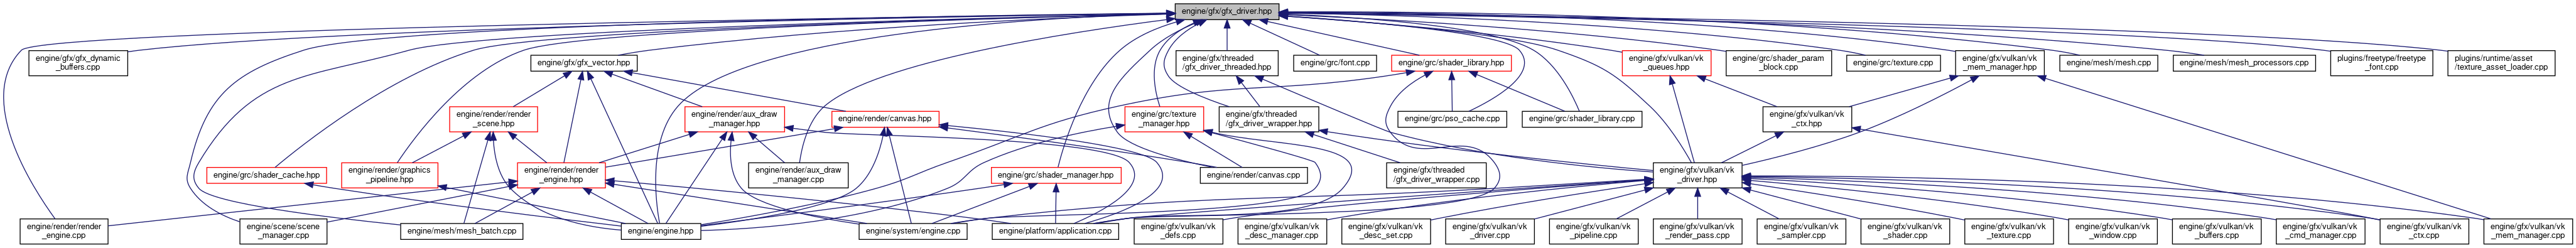 engine/gfx/gfx_driver.hpp
engine/gfx/gfx_dynamic
_buffers.cpp
engine/gfx/gfx_vector.hpp
engine/gfx/threaded
/gfx_driver_threaded.hpp
engine/grc/font.cpp
engine/grc/shader_library.hpp
engine/gfx/vulkan/vk
_queues.hpp
engine/grc/shader_param
_block.cpp
engine/grc/texture.cpp
engine/gfx/vulkan/vk
_mem_manager.hpp
engine/mesh/mesh.cpp
engine/mesh/mesh_processors.cpp
plugins/freetype/freetype
_font.cpp
plugins/runtime/asset
/texture_asset_loader.cpp
engine/render/render
_scene.hpp
engine/render/aux_draw
_manager.hpp
engine/render/canvas.hpp
engine/grc/texture
_manager.hpp
engine/gfx/threaded
/gfx_driver_wrapper.hpp
engine/grc/pso_cache.cpp
engine/grc/shader_library.cpp
engine/gfx/vulkan/vk
_ctx.hpp
engine/grc/shader_cache.hpp
engine/render/graphics
_pipeline.hpp
engine/render/render
_engine.hpp
engine/render/aux_draw
_manager.cpp
engine/grc/shader_manager.hpp
engine/render/canvas.cpp
engine/gfx/threaded
/gfx_driver_wrapper.cpp
engine/gfx/vulkan/vk
_driver.hpp
engine/render/render
_engine.cpp
engine/scene/scene
_manager.cpp
engine/mesh/mesh_batch.cpp
engine/engine.hpp
engine/system/engine.cpp
engine/platform/application.cpp
engine/gfx/vulkan/vk
_defs.cpp
engine/gfx/vulkan/vk
_desc_manager.cpp
engine/gfx/vulkan/vk
_desc_set.cpp
engine/gfx/vulkan/vk
_driver.cpp
engine/gfx/vulkan/vk
_pipeline.cpp
engine/gfx/vulkan/vk
_render_pass.cpp
engine/gfx/vulkan/vk
_sampler.cpp
engine/gfx/vulkan/vk
_shader.cpp
engine/gfx/vulkan/vk
_texture.cpp
engine/gfx/vulkan/vk
_window.cpp
engine/gfx/vulkan/vk
_buffers.cpp
engine/gfx/vulkan/vk
_cmd_manager.cpp
engine/gfx/vulkan/vk
_ctx.cpp
engine/gfx/vulkan/vk
_mem_manager.cpp